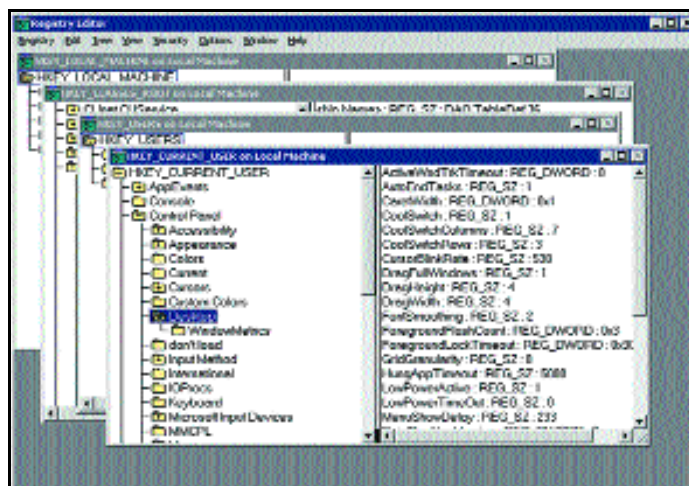 Registry Editor
Registry Edit Tree View Security Options Window Help
HKEY_LOCAL_MACHINE on Local Machine
HKEY_LOCAL_MACHINE
on Local Machine
HKEY_USERS on Local Machine
HKEY_USERS
HKEY_CURRENT_USER on Local Machine
HKEY_CURRENT_USER
AppEvents
Console
Control Panel
Accessibility
Appearance
Colors
Current
Cursors
Custom Colors
Desktop
WindowMetrics
don't load
Input Method
International
IOProcs
Keyboard
Microsoft Input Devices
MMCPL
ActiveWndTrkTimeout : REG_DWORD : 0
AutoEndTasks : REG_SZ : 1
CaretWidth : REG_DWORD : 0x1
CoolSwitch : REG_SZ : 1
CoolSwitchColumns : REG_SZ : 7
CoolSwitchRows : REG_SZ : 3
CursorBlinkRate : REG_SZ : 530
DragFullWindows : REG_SZ : 1
DragHeight : REG_SZ : 4
DragWidth : REG_SZ : 4
FontSmoothing : REG_SZ : 2
ForegroundFlashCount : REG_DWORD : 0x3
ForegroundLockTimeout : REG_DWORD :
GridGranularity : REG_SZ : 0
HungAppTimeout : REG_SZ : 5000
LowPowerActive : REG_SZ : 1
LowPowerTimeOut : REG_SZ : 0
MenuShowDelay : REG_SZ : 233